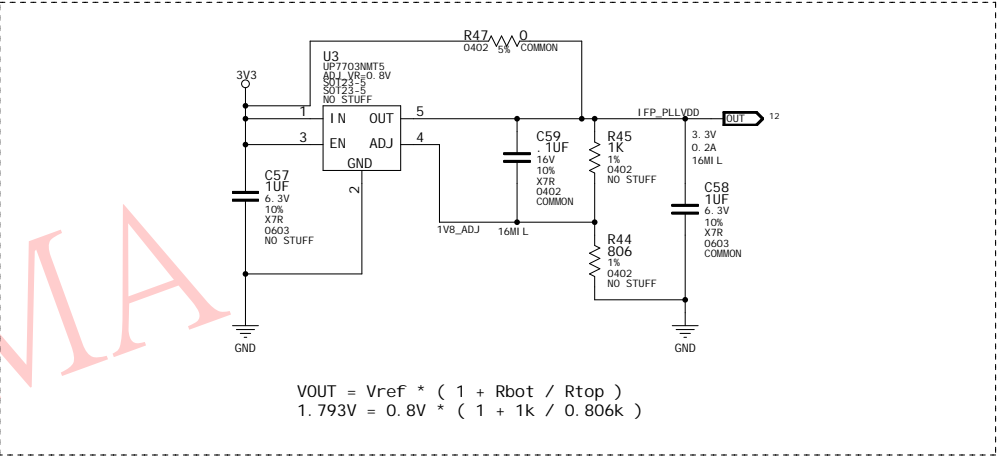 R47 0
0402 5% COMMON
U3
UP7703NMT5
ADJ VR=0.8V
SOT23-5
SOT23-5
NO STUFF
3V3
1 IN OUT 5
3 EN ADJ 4
GND
2
C57
1UF
6.3V
10%
X7R
0603
NO STUFF
GND
C59
.1UF
16V
10%
X7R
0402
COMMON
1V8_ADJ 16MIL
R45
1K
1%
0402
NO STUFF
R44
806
1%
0402
NO STUFF
IFP_PLLVDD OUT 12
3.3V
0.2A
16MIL
C58
1UF
6.3V
10%
X7R
0603
COMMON
GND
MA
VOUT = Vref * ( 1 + Rbot / Rtop )
1.793V = 0.8V * ( 1 + 1k / 0.806k )